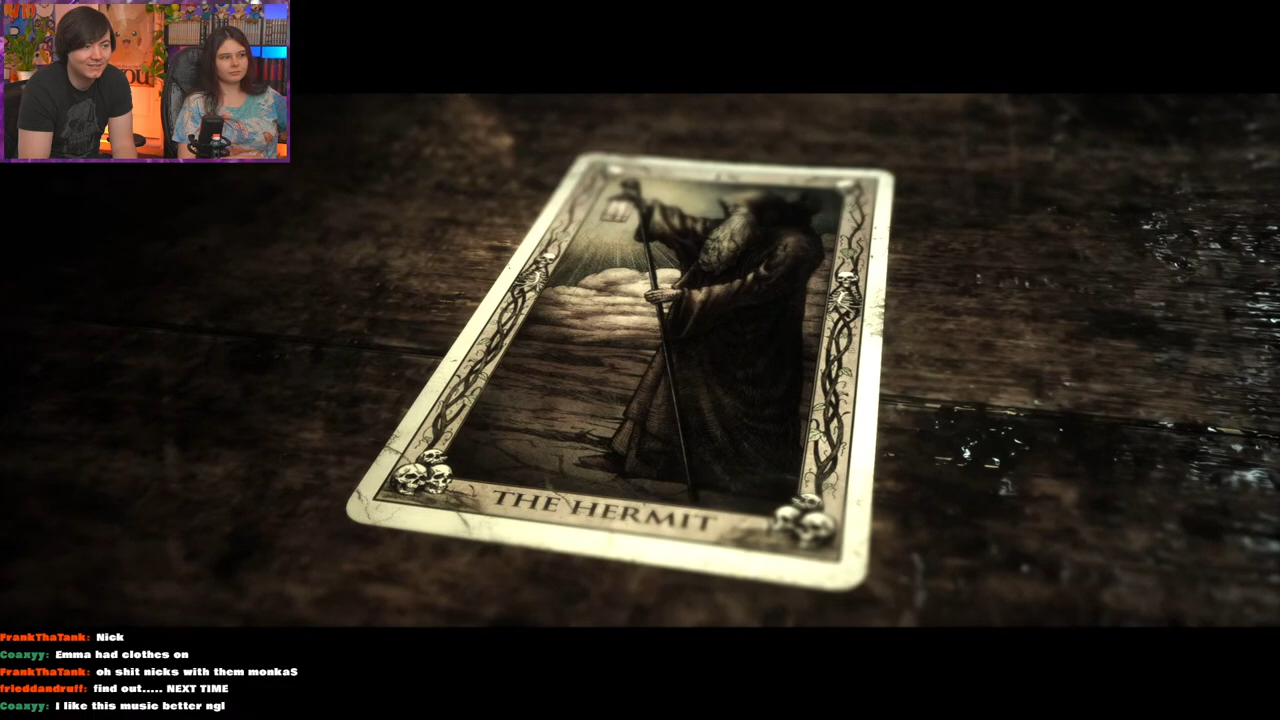 YOU
THE HERMIT
FrankThaTank: Nick
Coaxyy: Emma had clothes on
FrankThaTank: oh shit nicks with them monkaS
frieddandruff: find out..... NEXT TIME
Coaxyy: I like this music better ngl